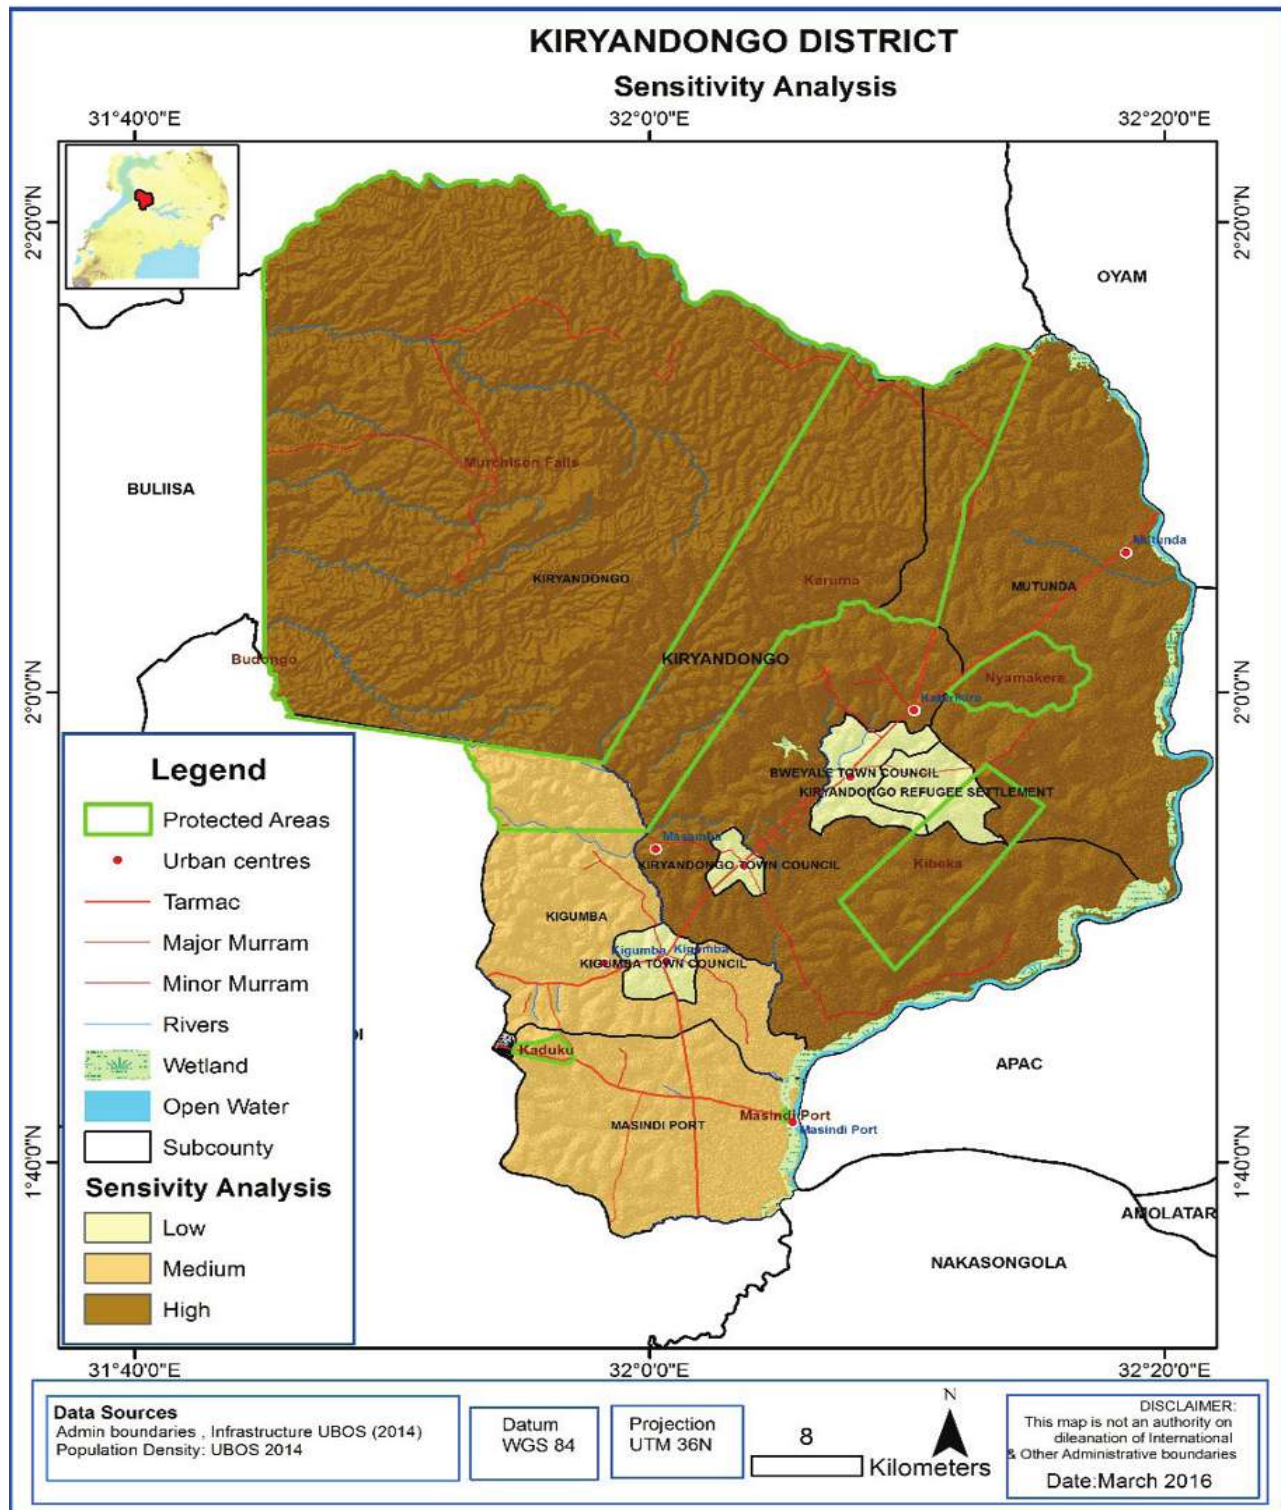 KIRYANDONGO DISTRICT
Sensitivity Analysis
31°40'0"E
32°0'0"E
32°20'0"E
2°20'0"N
2°20'0"N
OYAM
BULIISA
Murchison Falls
Mutunda
KIRYANDONGO
Karuma
MUTUNDA
Budongo
KIRYANDONGO
Nyamakere
2°0'0"N
2°0'0"N
BWEYALE TOWN COUNCIL
KIRYANDONGO REFUGEE SETTLEMENT
Masamba
KIRYANDONGO TOWN COUNCIL
Kibeka
KIGUMBA
Kigumba
Kigumba
KIGUMBA TOWN COUNCIL
DI
Kaduku
APAC
Masindi Port
MASINDI PORT
Masindi Port
1°40'0"N
1°40'0"N
AMOLATAR
NAKASONGOLA
Legend
Protected Areas
Urban centres
Tarmac
Major Murram
Minor Murram
Rivers
Wetland
Open Water
Subcounty
Sensivity Analysis
Low
Medium
High
31°40'0"E
32°0'0"E
32°20'0"E
Data Sources
Admin boundaries , Infrastructure UBOS (2014)
Population Density: UBOS 2014
Datum
WGS 84
Projection
UTM 36N
8
Kilometers
N
DISCLAIMER:
This map is not an authority on
dileanation of International
& Other Administrative boundaries
Date:March 2016